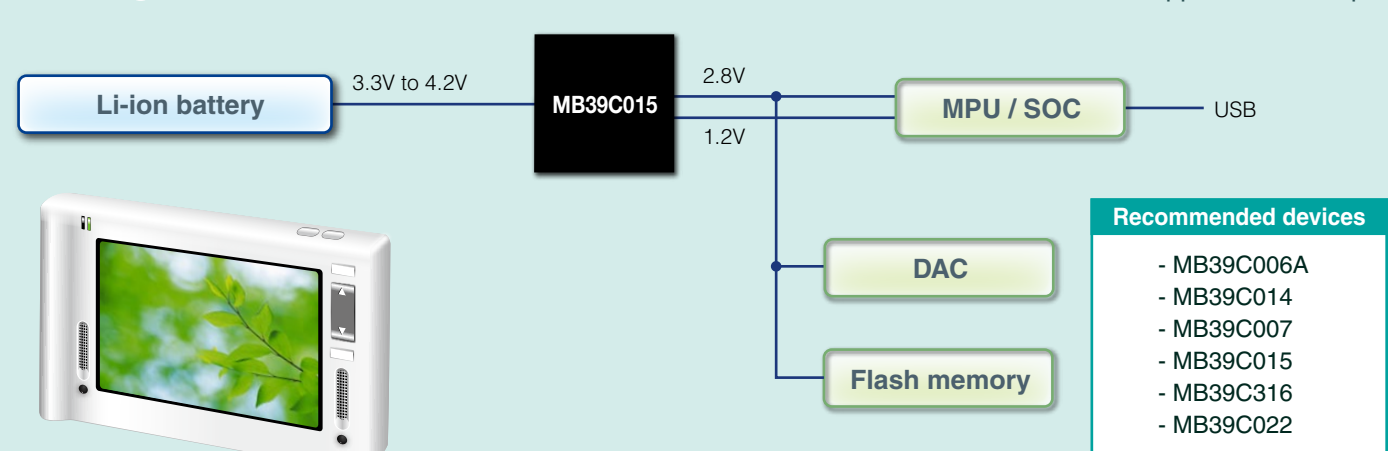 Li-ion battery
3.3V to 4.2V
MB39C015
2.8V
1.2V
MPU / SOC
USB
DAC
Flash memory
Recommended devices
- MB39C006A
- MB39C014
- MB39C007
- MB39C015
- MB39C316
- MB39C022